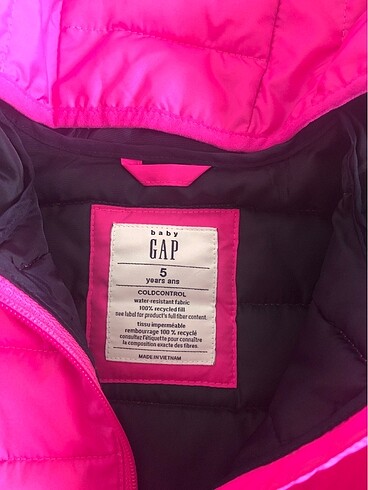 baby
GAP
5
years ans
COLDCONTROL
water-resistant fabric
100% recycled fill
see label for product's full fiber content.
tissu imperméable
rembourrage 100 % recyclé
consultez l'étiquette pour connaître
la composition exacte des fibres.
MADE IN VIETNAM